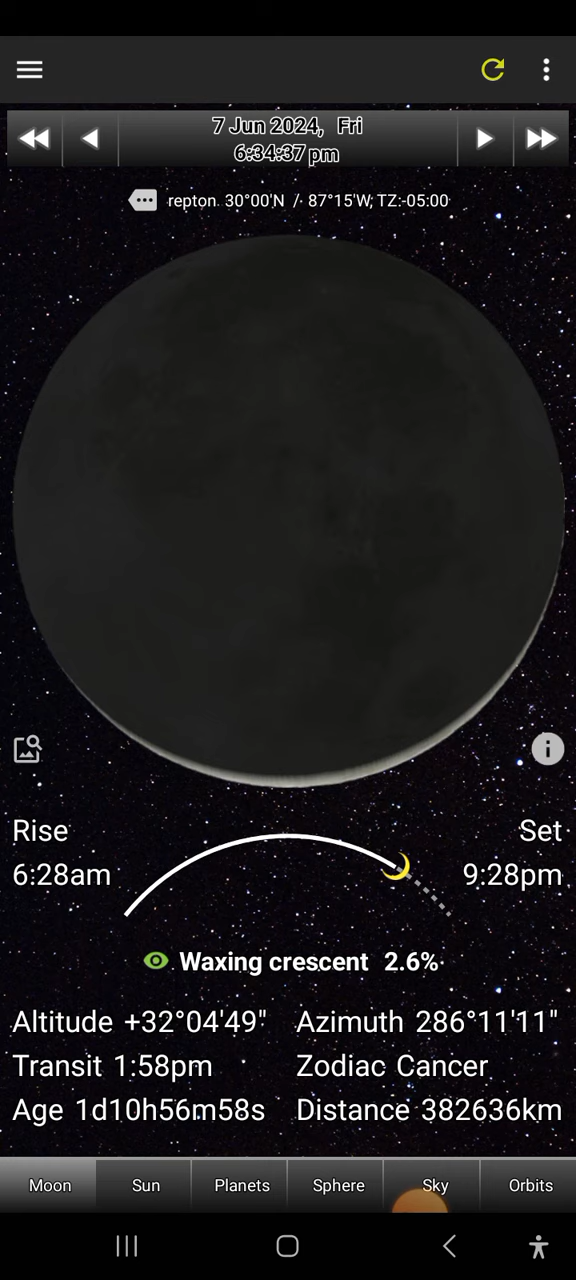 7 Jun 2024, Fri
6:34:37 pm
repton 30°00'N / 87°15'W; TZ:-05:00
Rise
Set
6:28am
9:28pm
Waxing crescent 2.6%
Altitude +32°04'49" Azimuth 286°11'11"
Transit 1:58pm Zodiac Cancer
Age 1d10h56m58s Distance 382636km
Moon Sun Planets Sphere Sky Orbits